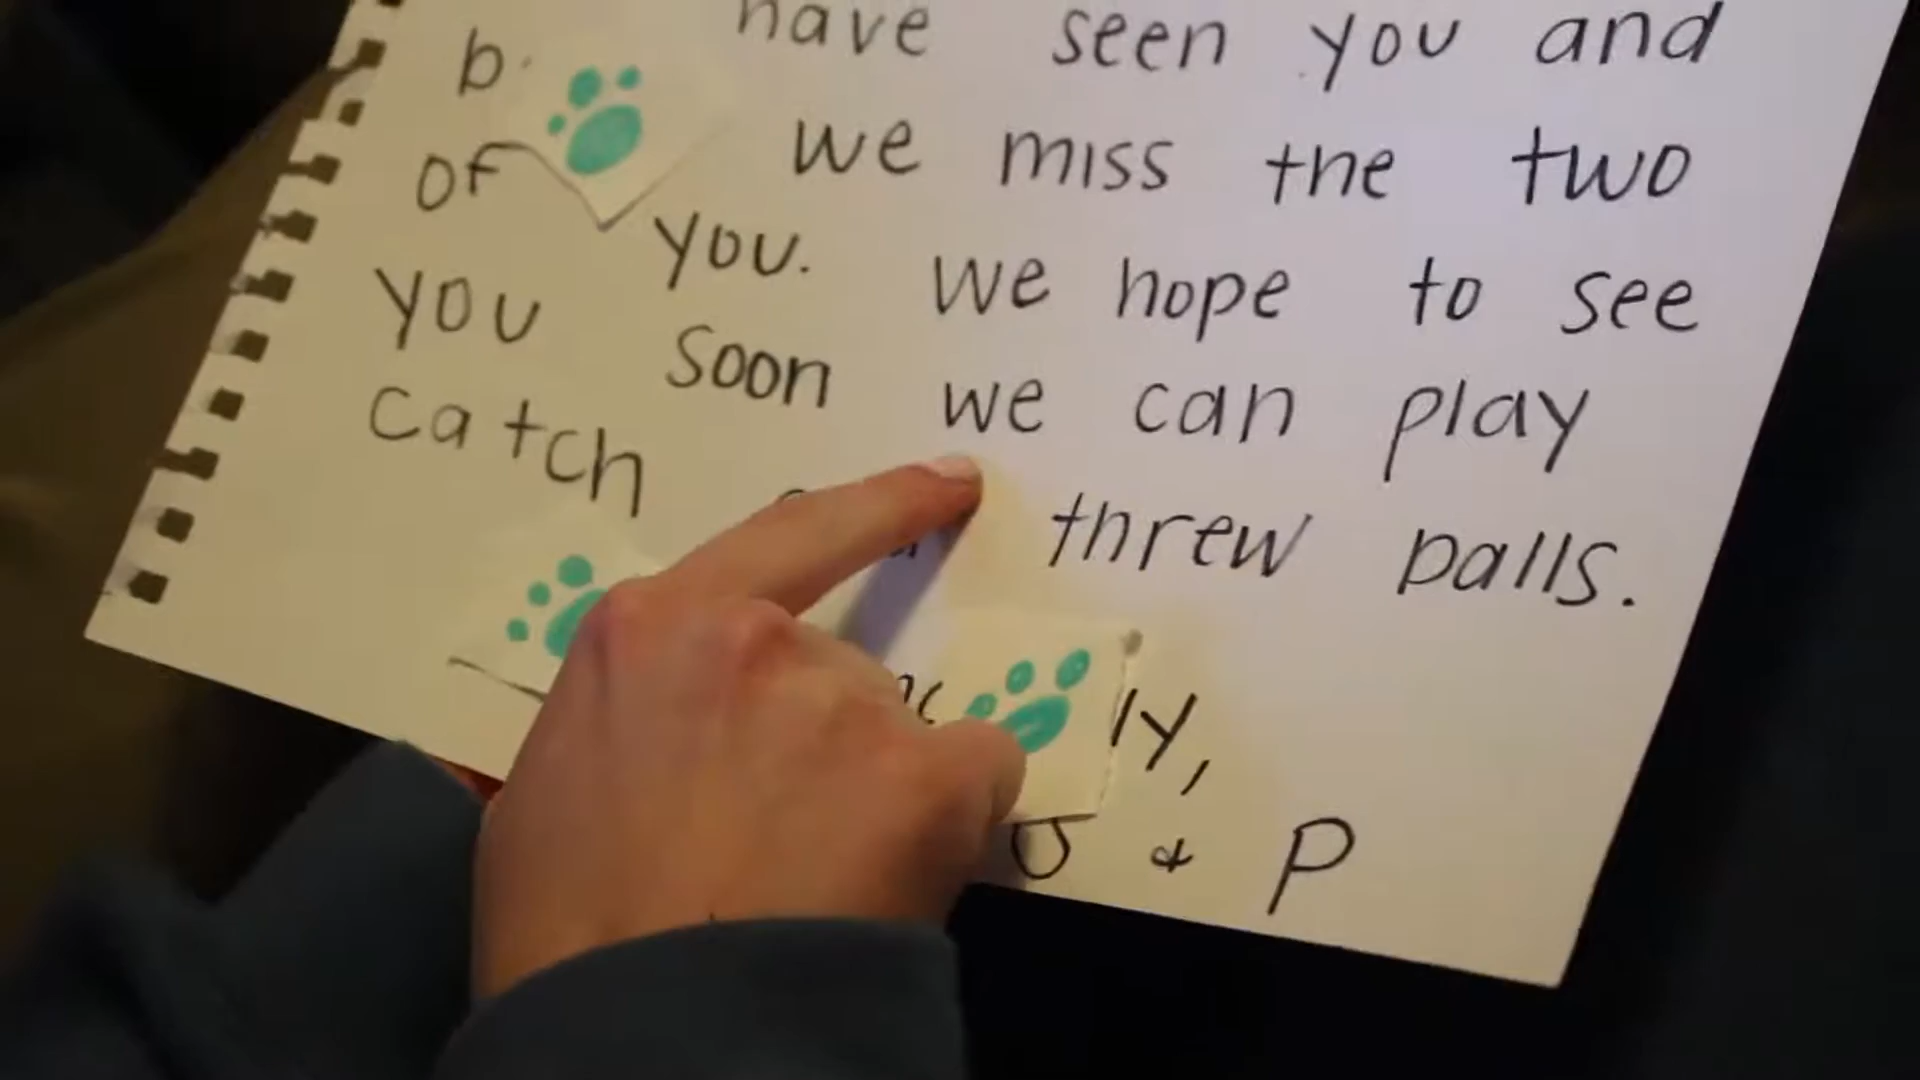 have seen you and
b
of we miss the two
you. we hope to see
you soon we can play
catch threw balls.
ly,
J & P